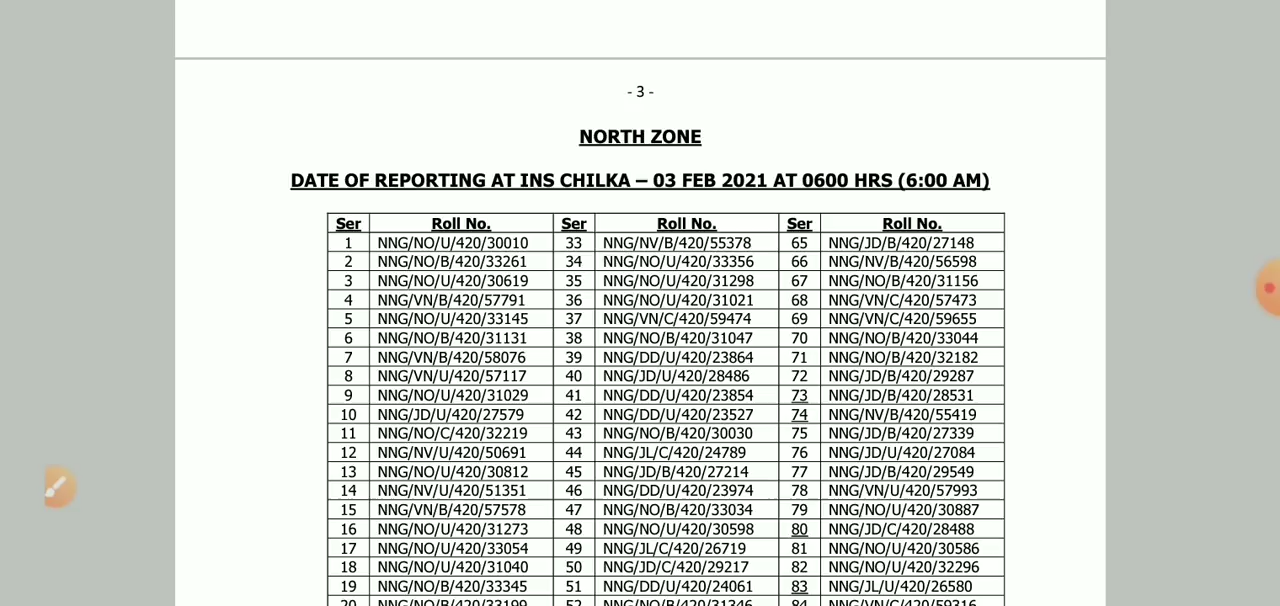 - 3 -
NORTH ZONE
DATE OF REPORTING AT INS CHILKA – 03 FEB 2021 AT 0600 HRS (6:00 AM)
Ser Roll No. Ser Roll No. Ser Roll No.
1 NNG/NO/U/420/30010 33 NNG/NV/B/420/55378 65 NNG/JD/B/420/27148
2 NNG/NO/B/420/33261 34 NNG/NO/U/420/33356 66 NNG/NV/B/420/56598
3 NNG/NO/U/420/30619 35 NNG/NO/U/420/31298 67 NNG/NO/B/420/31156
4 NNG/VN/B/420/57791 36 NNG/NO/U/420/31021 68 NNG/VN/C/420/57473
5 NNG/NO/U/420/33145 37 NNG/VN/C/420/59474 69 NNG/VN/C/420/59655
6 NNG/NO/B/420/31131 38 NNG/NO/B/420/31047 70 NNG/NO/B/420/33044
7 NNG/VN/B/420/58076 39 NNG/DD/U/420/23864 71 NNG/NO/B/420/32182
8 NNG/VN/U/420/57117 40 NNG/JD/U/420/28486 72 NNG/JD/B/420/29287
9 NNG/NO/U/420/31029 41 NNG/DD/U/420/23854 73 NNG/JD/B/420/28531
10 NNG/JD/U/420/27579 42 NNG/DD/U/420/23527 74 NNG/NV/B/420/55419
11 NNG/NO/C/420/32219 43 NNG/NO/B/420/30030 75 NNG/JD/B/420/27339
12 NNG/NV/U/420/50691 44 NNG/JL/C/420/24789 76 NNG/JD/U/420/27084
13 NNG/NO/U/420/30812 45 NNG/JD/B/420/27214 77 NNG/JD/B/420/29549
14 NNG/NV/U/420/51351 46 NNG/DD/U/420/23974 78 NNG/VN/U/420/57993
15 NNG/VN/B/420/57578 47 NNG/NO/B/420/33034 79 NNG/NO/U/420/30887
16 NNG/NO/U/420/31273 48 NNG/NO/U/420/30598 80 NNG/JD/C/420/28488
17 NNG/NO/U/420/33054 49 NNG/JL/C/420/26719 81 NNG/NO/U/420/30586
18 NNG/NO/U/420/31040 50 NNG/JD/C/420/29217 82 NNG/NO/U/420/32296
19 NNG/NO/B/420/33345 51 NNG/DD/U/420/24061 83 NNG/JL/U/420/26580
20 NNG/NO/B/420/33199 52 NNG/NO/B/420/31346 84 NNG/VN/C/420/59316